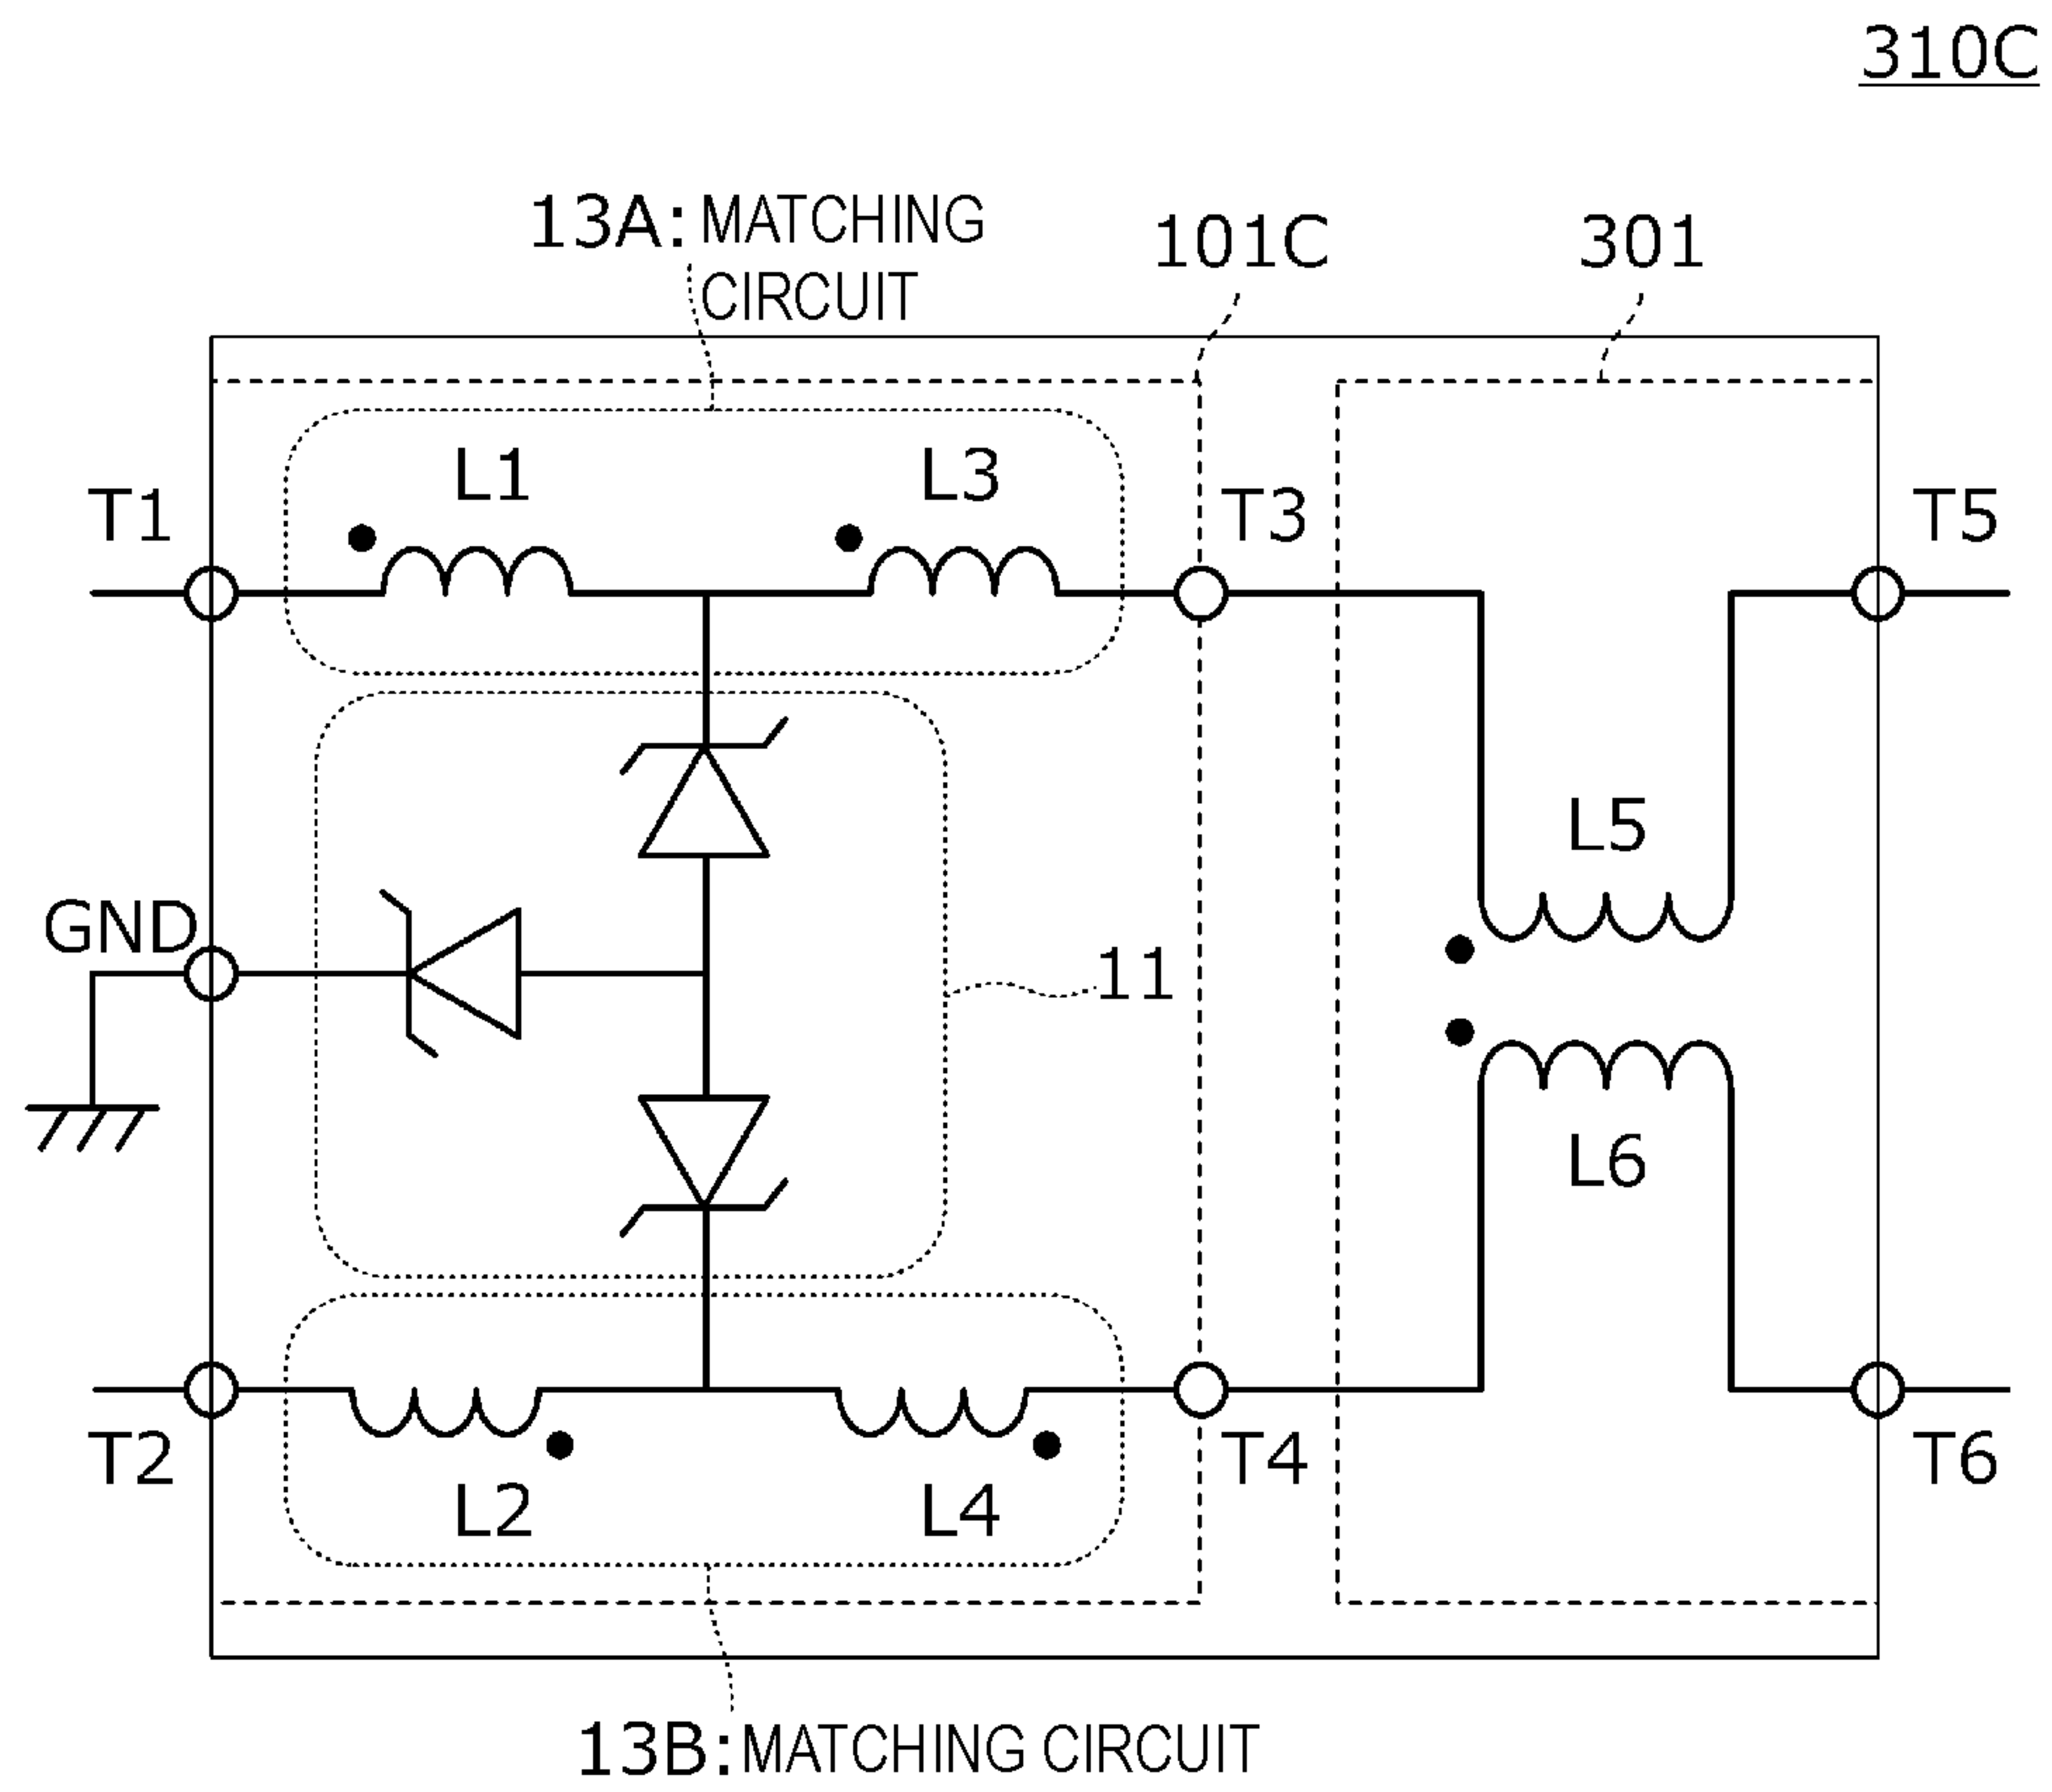 310C
13A: MATCHING
CIRCUIT
101C
301
L1
L3
T1
T3
T5
L5
GND
11
L6
T2
T4
T6
L2
L4
13B: MATCHING CIRCUIT